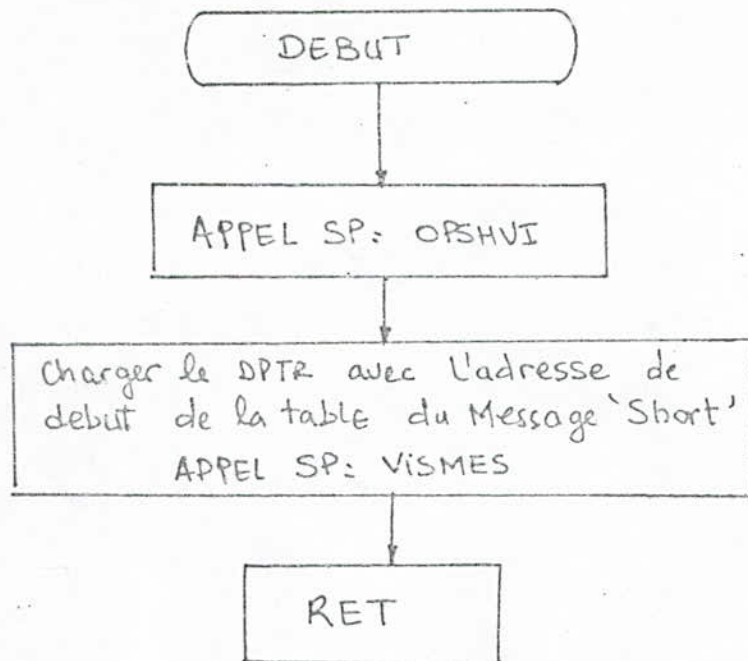 DEBUT
APPEL SP: OPSHVI
Charger le DPTR avec L'adresse de
debut de la table du Message 'Short'
APPEL SP: ViSMES
RET